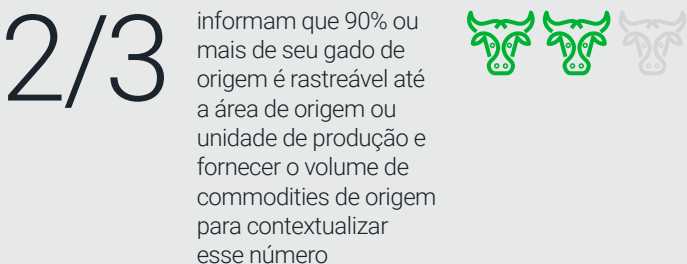 2/3
informam que 90% ou
mais de seu gado de
origem é rastreável até
a área de origem ou
unidade de produção e
fornecer o volume de
commodities de origem
para contextualizar
esse número